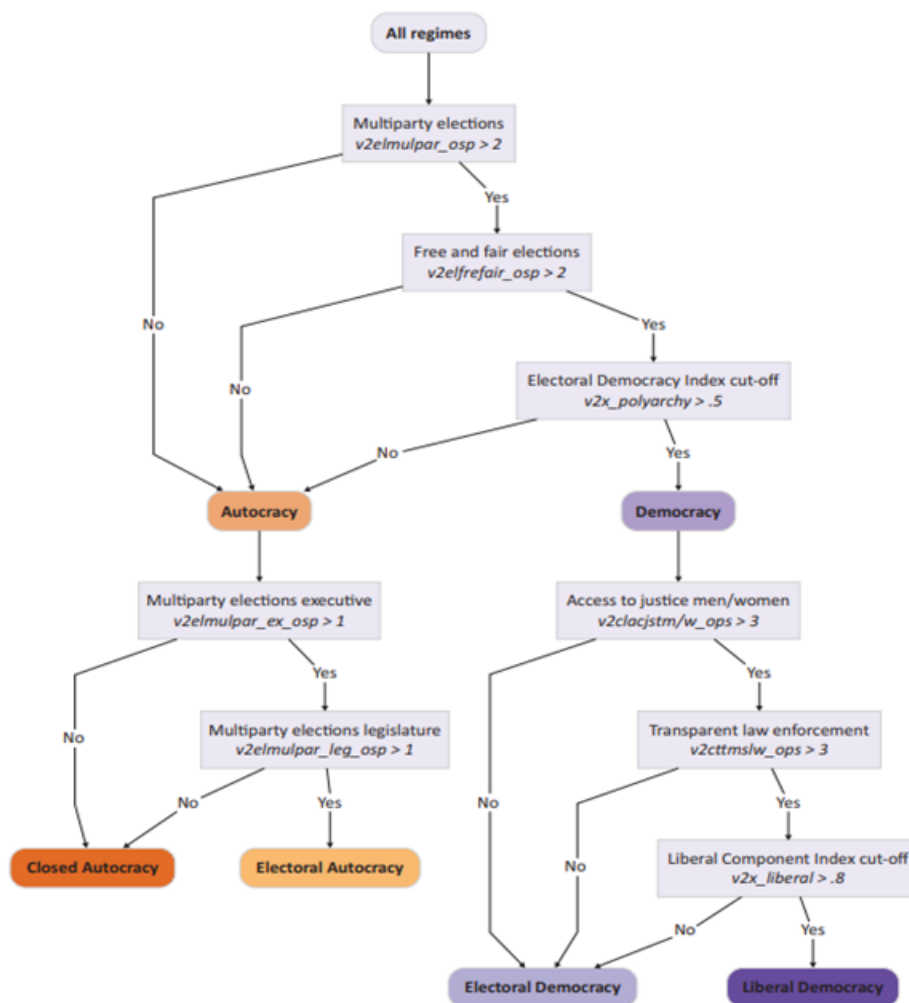 All regimes
Multiparty elections
v2elmulpar_osp > 2
Yes
Free and fair elections
v2elfrefair_osp > 2
No
Yes
No
Electoral Democracy Index cut-off
v2x_polyarchy > .5
No
Yes
Autocracy
Democracy
Multiparty elections executive
v2elmulpar_ex_osp > 1
Access to justice men/women
v2clacjstm/w_ops > 3
Yes
Yes
No
Multiparty elections legislature
v2elmulpar_leg_osp > 1
Transparent law enforcement
v2cttmslw_ops > 3
No
Yes
No
Yes
Closed Autocracy
Electoral Autocracy
No
Liberal Component Index cut-off
v2x_liberal > .8
No
Yes
Electoral Democracy
Liberal Democracy